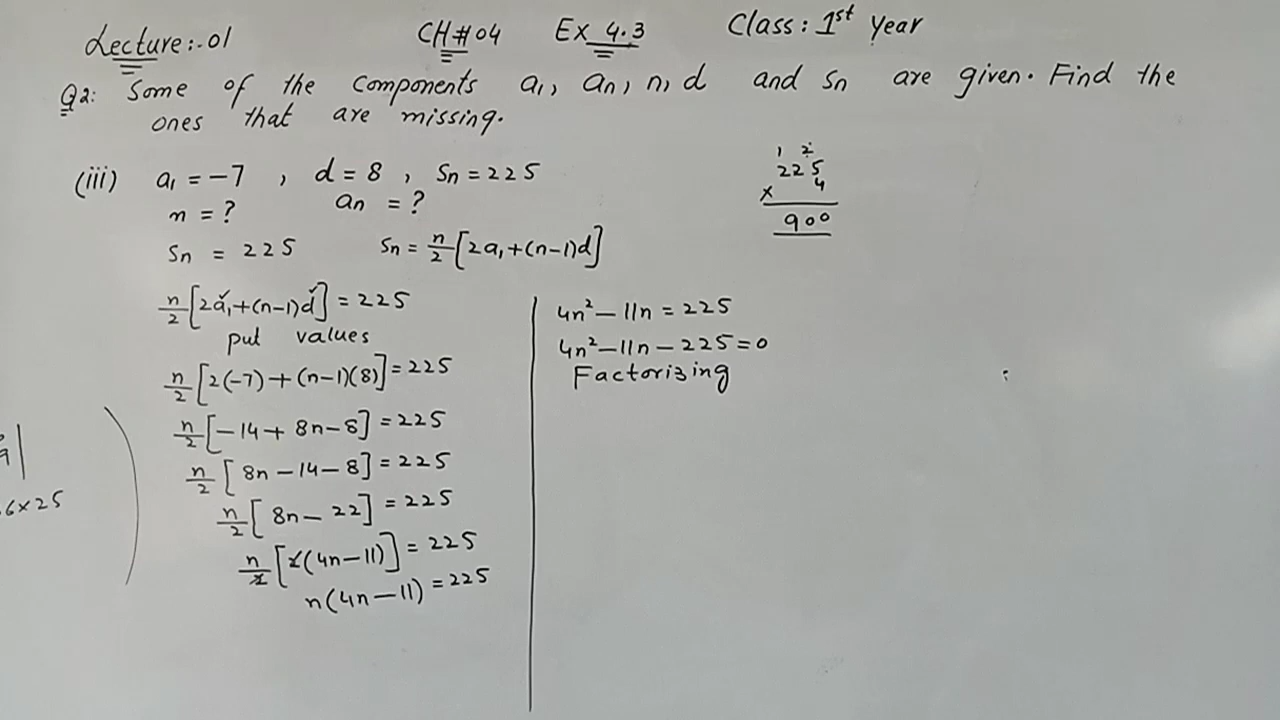 Lecture:-01 CH#04 Ex 4.3 Class: 1st Year
Q2: Some of the components a₁, an, n, d and Sn are given. Find the
ones that are missing.
(iii) a₁ = -7 , d = 8 , Sn = 225
n = ? an = ?
Sn = 225 Sn = n/2 [2a₁+(n-1)d]
n/2 [2a₁+(n-1)d] = 225
put values
n/2 [2(-7)+(n-1)(8)] = 225
n/2 [-14+8n-8] = 225
n/2 [8n-14-8] = 225
n/2 [8n-22] = 225
n/2 [2(4n-11)] = 225
n(4n-11) = 225
4n²-11n = 225
4n²-11n-225=0
Factorizing
1 2
225
x 4
900
6x25